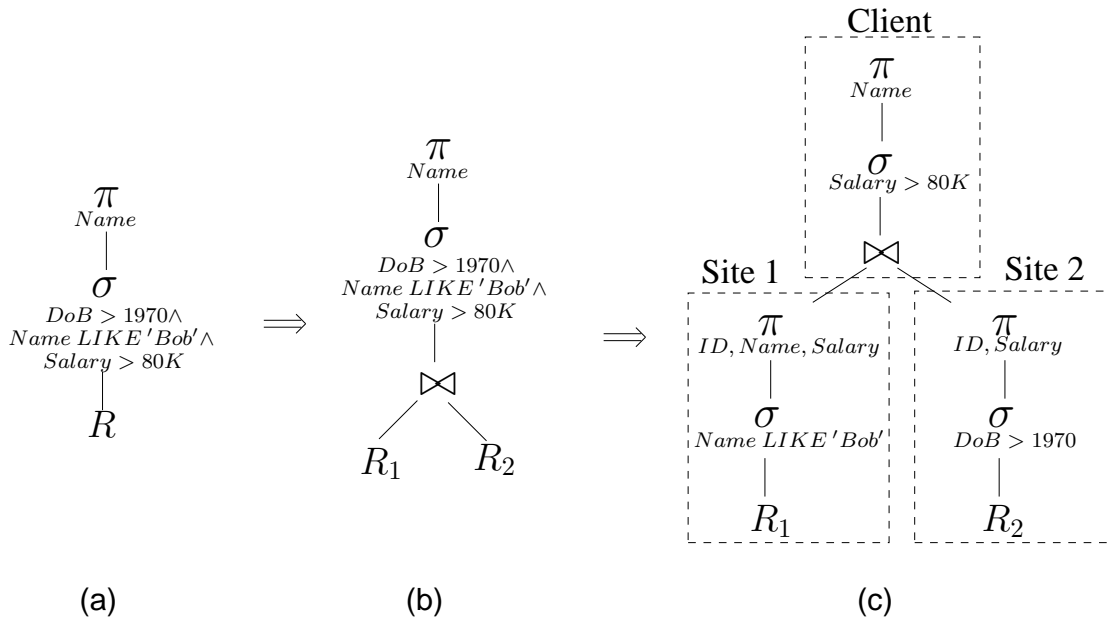 π
Name
σ
DoB > 1970∧
Name LIKE 'Bob'∧
Salary > 80K
R
⟹
π
Name
σ
DoB > 1970∧
Name LIKE 'Bob'∧
Salary > 80K
⋈
R₁
R₂
⟹
Client
π
Name
σ
Salary > 80K
⋈
Site 1
π
ID, Name, Salary
σ
Name LIKE 'Bob'
R₁
Site 2
π
ID, Salary
σ
DoB > 1970
R₂
(a)
(b)
(c)